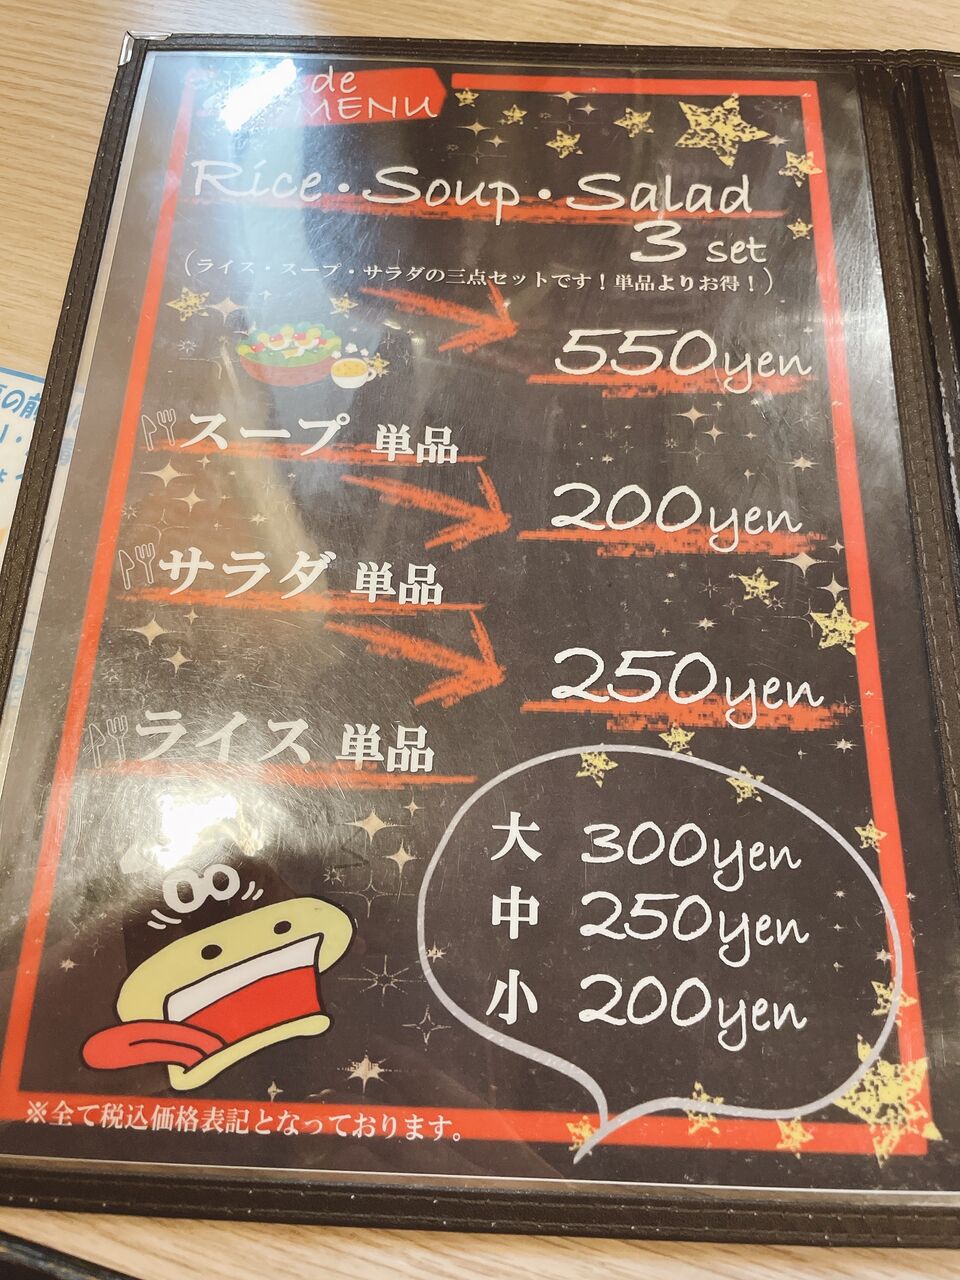 MENU
Rice・Soup・Salad
3 set
(ライス・スープ・サラダの三点セットです！単品よりお得！)
550yen
スープ 単品
200yen
サラダ 単品
250yen
ライス 単品
大 300yen
中 250yen
小 200yen
※全て税込価格表記となっております。